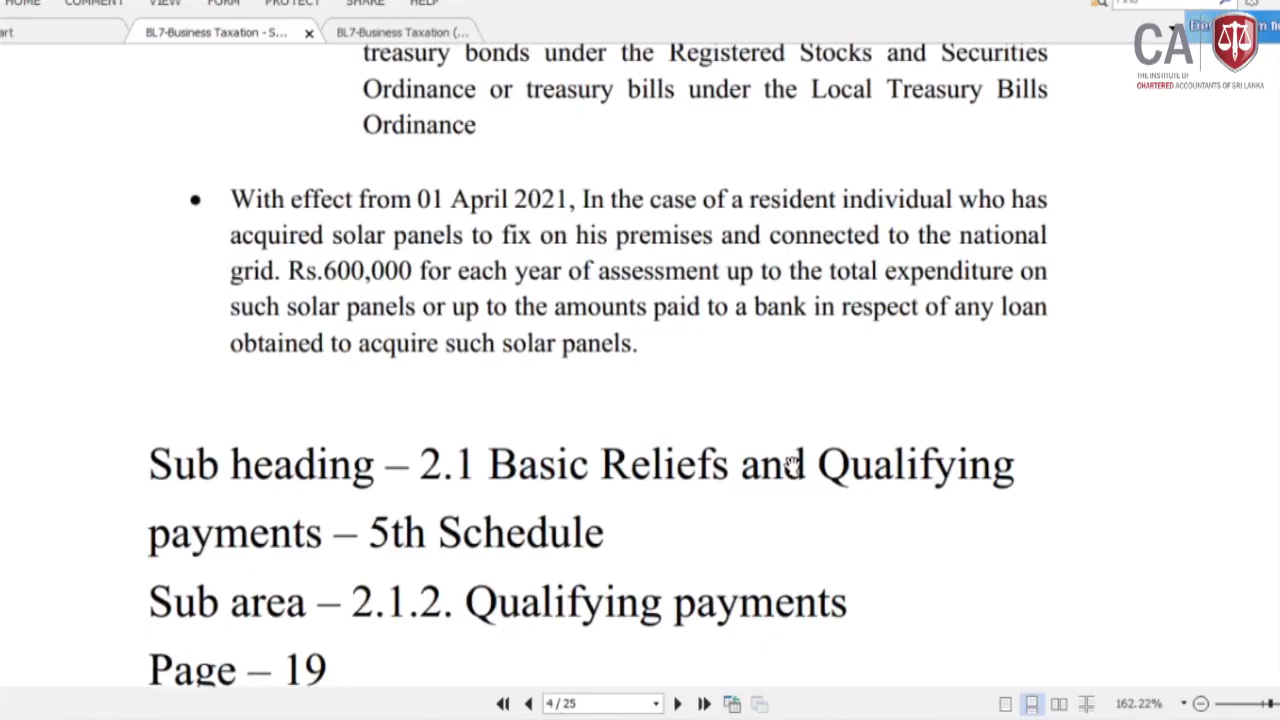 HOME COMMENT VIEW FORM PROTECT SHARE HELP
art BL7-Business Taxation - S... BL7-Business Taxation (...
CA
THE INSTITUTE OF
CHARTERED ACCOUNTANTS OF SRI LANKA
treasury bonds under the Registered Stocks and Securities
Ordinance or treasury bills under the Local Treasury Bills
Ordinance
• With effect from 01 April 2021, In the case of a resident individual who has
acquired solar panels to fix on his premises and connected to the national
grid. Rs.600,000 for each year of assessment up to the total expenditure on
such solar panels or up to the amounts paid to a bank in respect of any loan
obtained to acquire such solar panels.
Sub heading – 2.1 Basic Reliefs and Qualifying
payments – 5th Schedule
Sub area – 2.1.2. Qualifying payments
Page – 19
4 / 25 162.22%